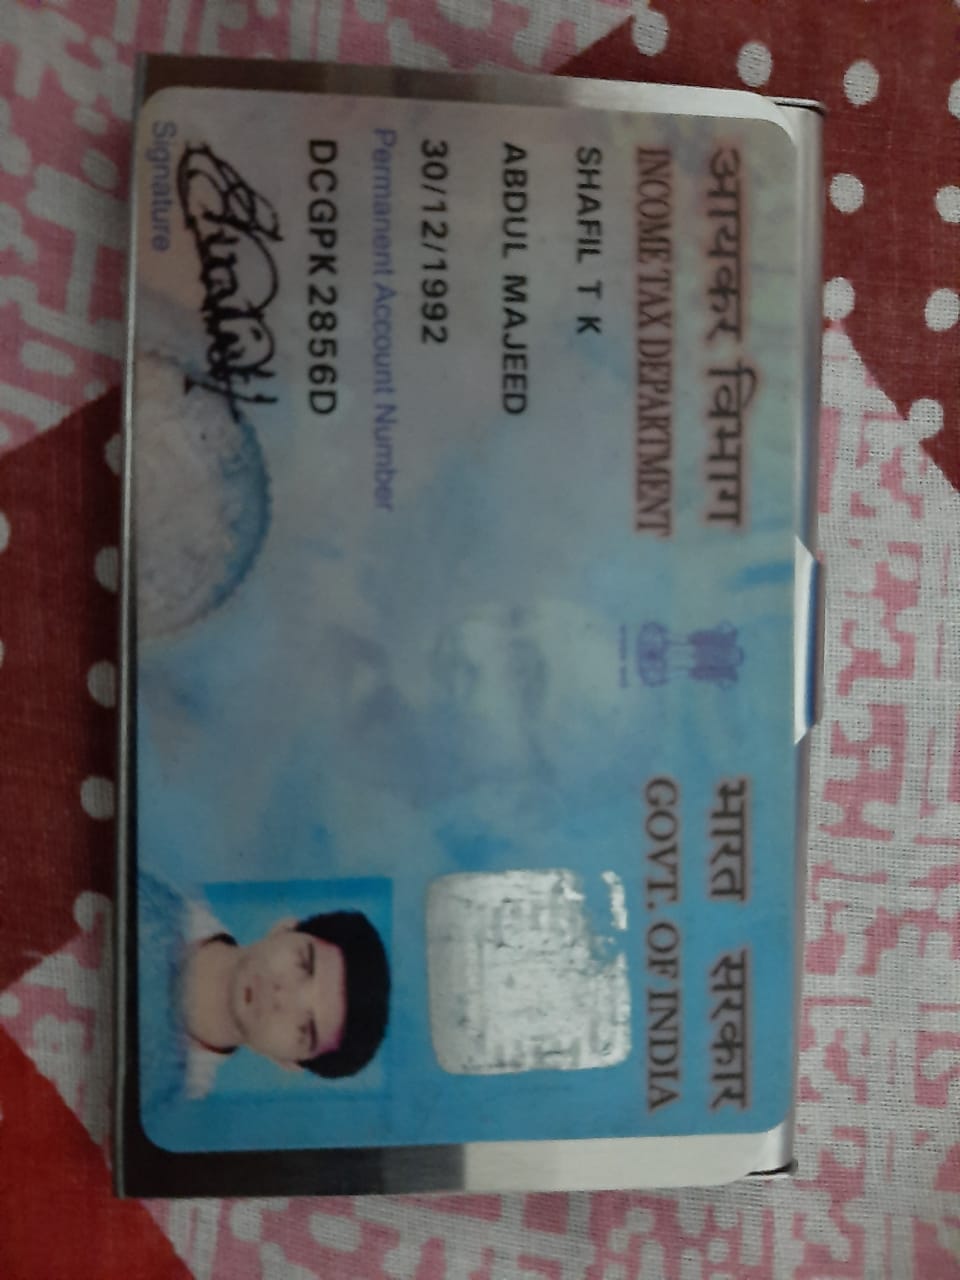 आयकर विभाग
INCOME TAX DEPARTMENT
भारत सरकार
GOVT. OF INDIA
SHAFIL T K
ABDUL MAJEED
30/12/1992
Permanent Account Number
DCGPK2856D
Signature